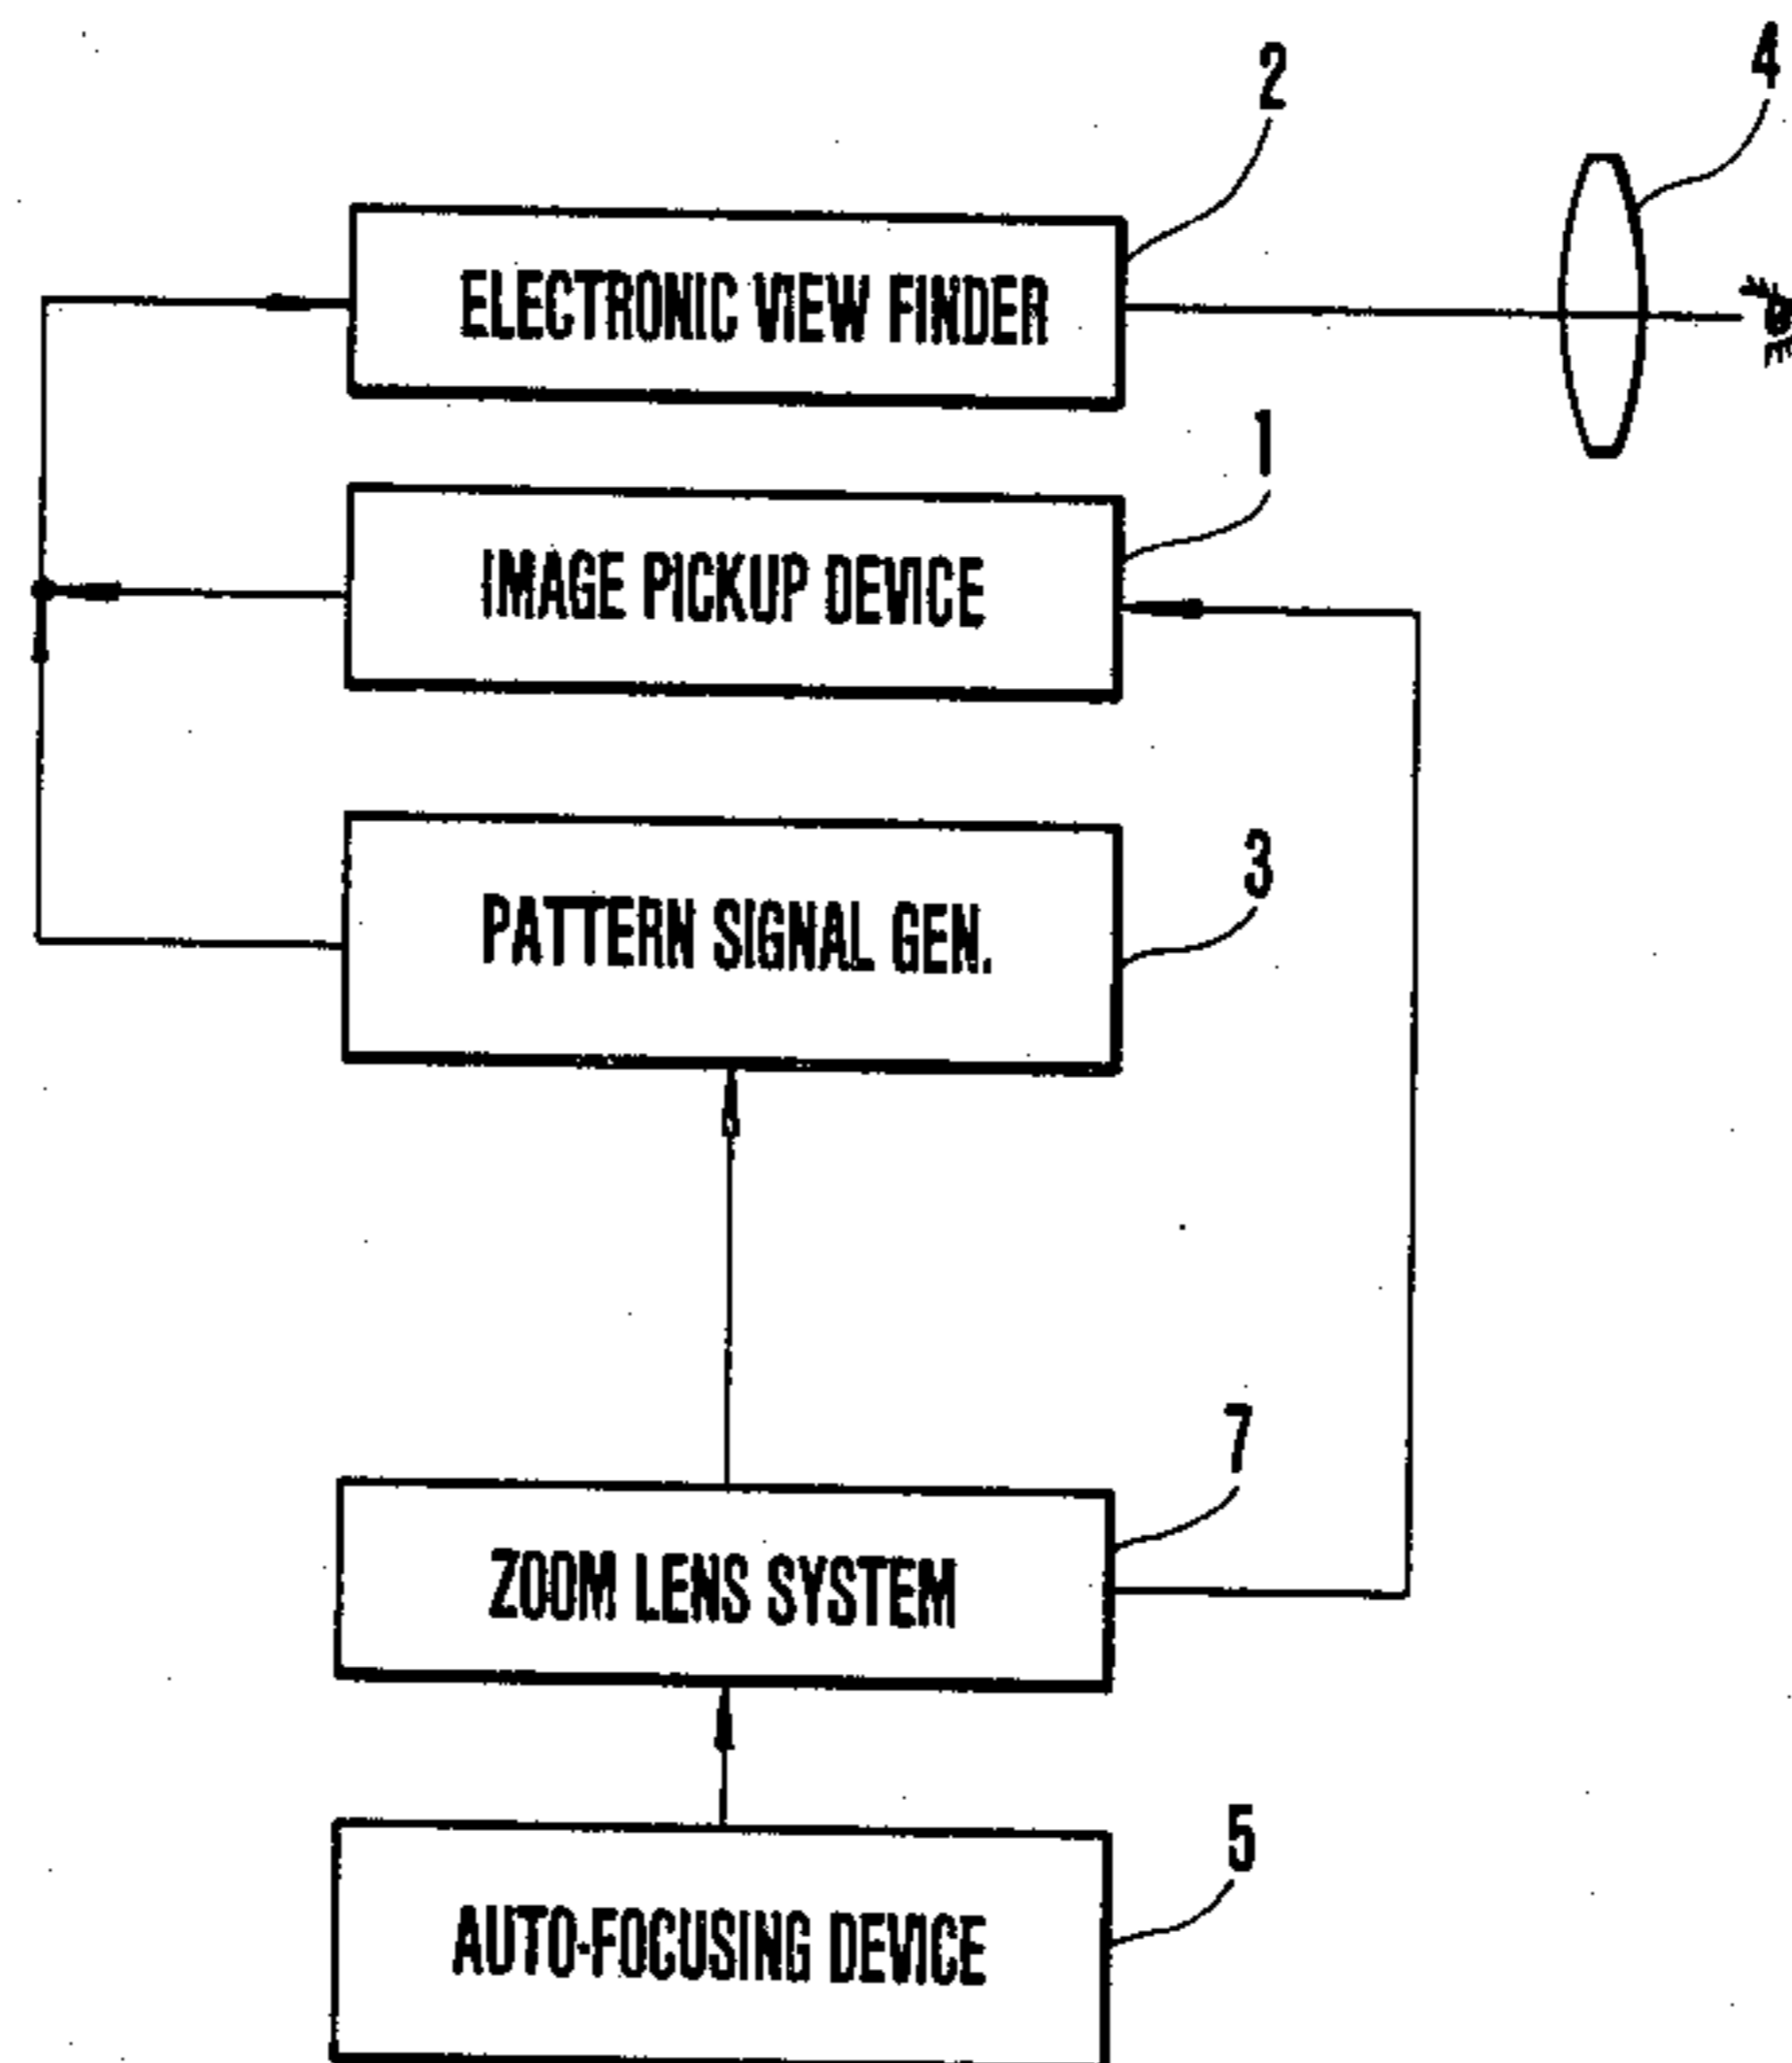 2
4
ELECTRONIC VIEW FINDER
1
IMAGE PICKUP DEVICE
3
PATTERN SIGNAL GEN.
7
ZOOM LENS SYSTEM
5
AUTO-FOCUSING DEVICE